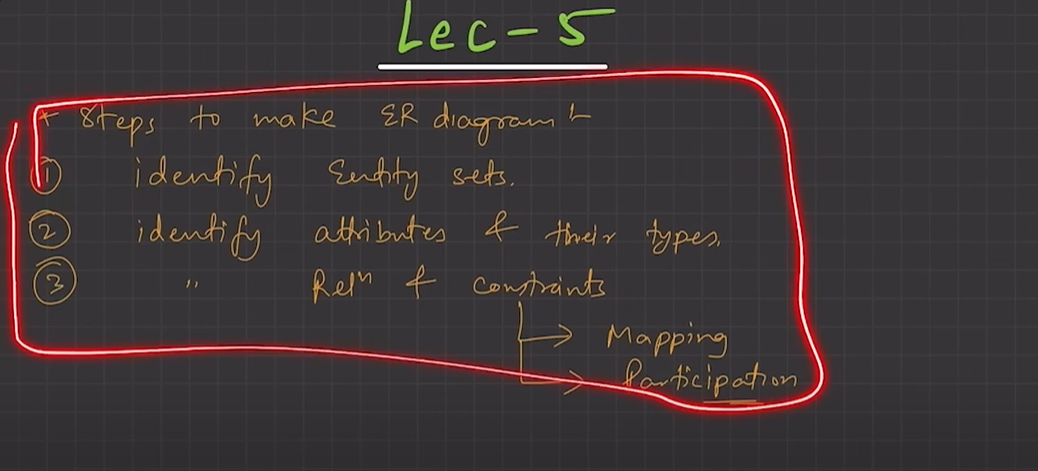 Lec-5
* Steps to make ER diagram :-
① identify Entity sets.
② identify attributes & their types.
③ " Relⁿ & constraints
→ Mapping
→ Participation